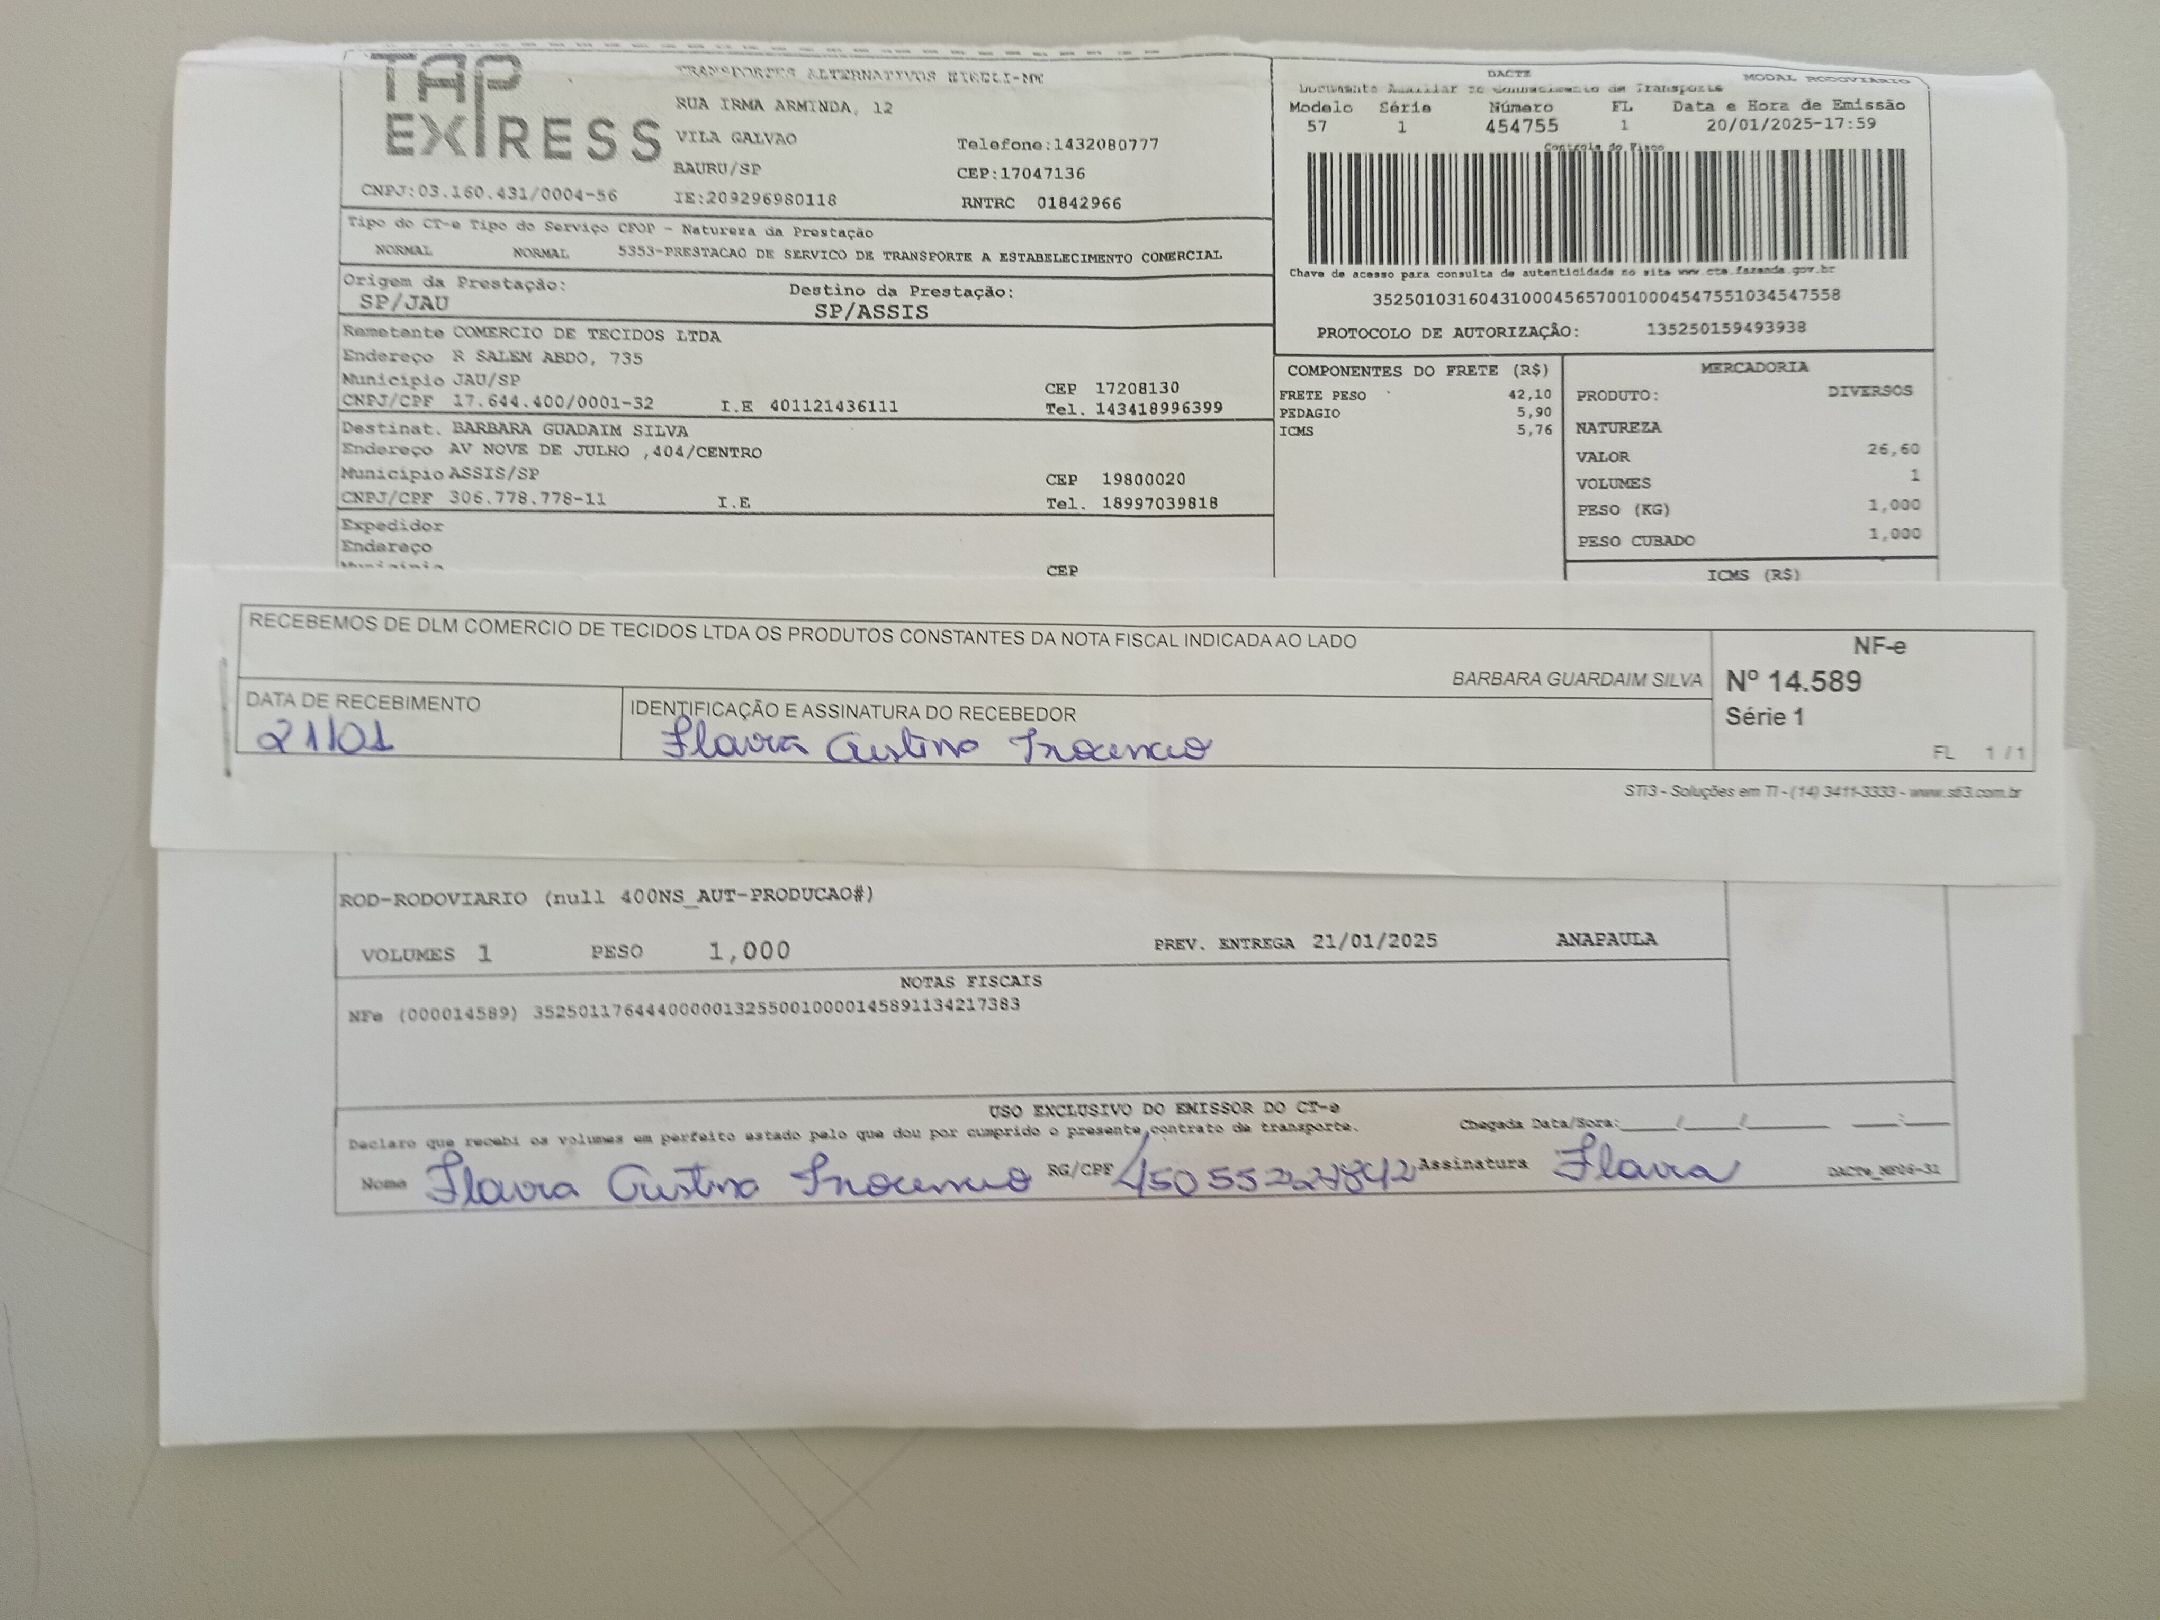 TAP
EXPRESS
TRANSPORTES ALTERNATIVOS EIRELI-ME
RUA IRMA ARMINDA, 12
VILA GALVAO
Telefone:1432080777
BAURU/SP
CEP:17047136
CNPJ:03.160.431/0004-56 IE:209296980118 RNTRC 01842966
DACTE MODAL RODOVIARIO
Documento Auxiliar do Conhecimento de Transporte
Modelo Série Número FL Data e Hora de Emissão
57 1 454755 1 20/01/2025-17:59
Controle do Fisco
Chave de acesso para consulta de autenticidade no site www.cte.fazenda.gov.br
35250103160431000456570010004547551034547558
PROTOCOLO DE AUTORIZAÇÃO: 135250159493938
Tipo do CT-e Tipo do Serviço CFOP - Natureza da Prestação
NORMAL NORMAL 5353-PRESTACAO DE SERVICO DE TRANSPORTE A ESTABELECIMENTO COMERCIAL
Origem da Prestação: Destino da Prestação:
SP/JAU SP/ASSIS
Remetente COMERCIO DE TECIDOS LTDA
Endereço R SALEM ABDO, 735
Município JAU/SP CEP 17208130
CNPJ/CPF 17.644.400/0001-32 I.E 401121436111 Tel. 143418996399
Destinat. BARBARA GUADAIM SILVA
Endereço AV NOVE DE JULHO ,404/CENTRO
Município ASSIS/SP CEP 19800020
CNPJ/CPF 306.778.778-11 I.E Tel. 18997039818
Expedidor
Endereço
Município CEP
COMPONENTES DO FRETE (R$)
FRETE PESO 42,10
PEDAGIO 5,90
ICMS 5,76
MERCADORIA
PRODUTO: DIVERSOS
NATUREZA
VALOR 26,60
VOLUMES 1
PESO (KG) 1,000
PESO CUBADO 1,000
ICMS (R$)
RECEBEMOS DE DLM COMERCIO DE TECIDOS LTDA OS PRODUTOS CONSTANTES DA NOTA FISCAL INDICADA AO LADO
BARBARA GUARDAIM SILVA
NF-e
Nº 14.589
Série 1
FL 1 / 1
DATA DE RECEBIMENTO IDENTIFICAÇÃO E ASSINATURA DO RECEBEDOR
21/01 Flavia Cristina Inocencio
STi3 - Soluções em TI - (14) 3411-3333 - www.sti3.com.br
ROD-RODOVIARIO (null 400NS_AUT-PRODUCAO#)
VOLUMES 1 PESO 1,000 PREV. ENTREGA 21/01/2025 ANAPAULA
NOTAS FISCAIS
NFe (000014589) 35250117644400000132550010000145891134217383
USO EXCLUSIVO DO EMISSOR DO CT-e
Declaro que recebi os volumes em perfeito estado pelo que dou por cumprido o presente contrato de transporte. Chegada Data/Hora:____/____/______ ___:___
Nome Flavia Cristina Inocencio RG/CPF Assinatura Flavia